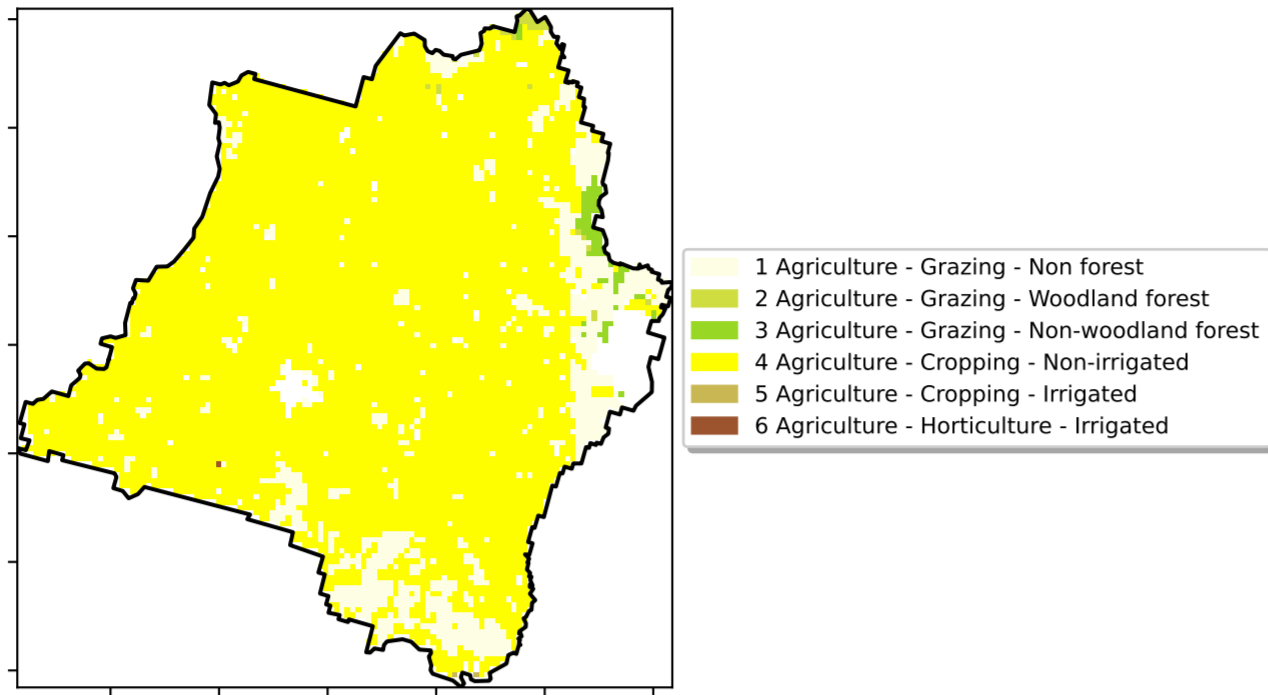 1 Agriculture - Grazing - Non forest
2 Agriculture - Grazing - Woodland forest
3 Agriculture - Grazing - Non-woodland forest
4 Agriculture - Cropping - Non-irrigated
5 Agriculture - Cropping - Irrigated
6 Agriculture - Horticulture - Irrigated